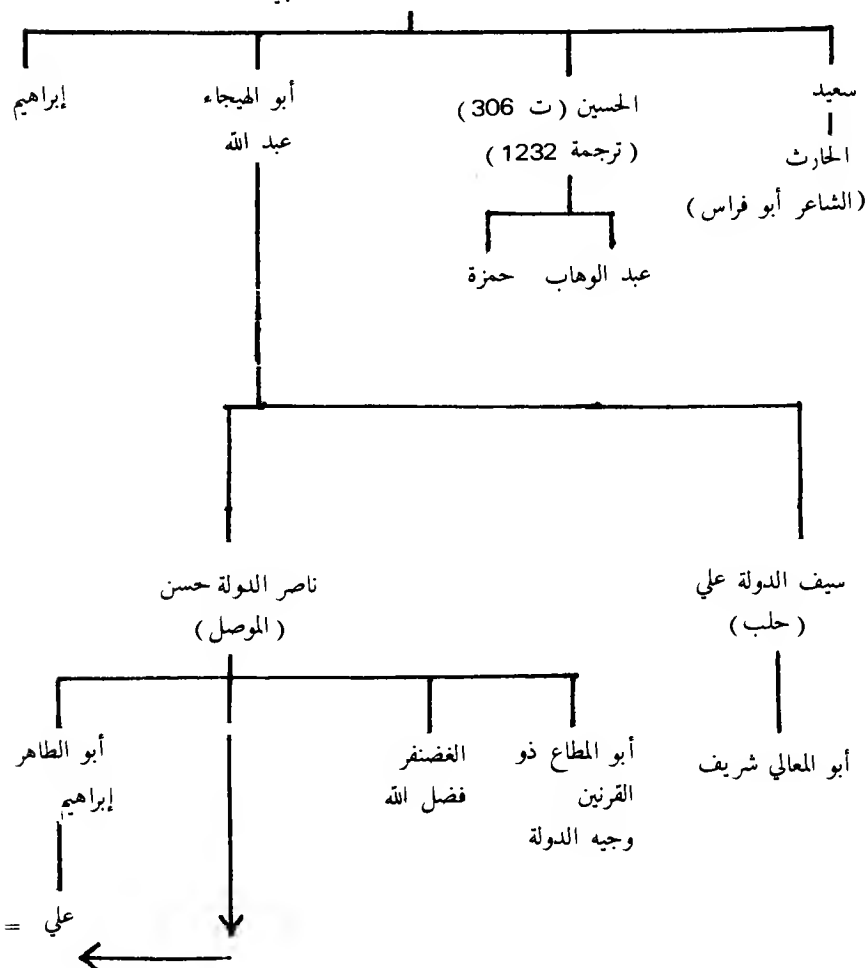 سعيد
الحارث
(الشاعر أبو فراس)
الحسين (ت 306)
(ترجمة 1232)
عبد الوهاب
حمزة
أبو الهيجاء
عبد الله
إبراهيم
سيف الدولة علي
(حلب)
أبو المعالي شريف
ناصر الدولة حسن
(الموصل)
أبو المطاع ذو
القرنين
وجيه الدولة
الغضنفر
فضل الله
أبو الطاهر
إبراهيم
علي =